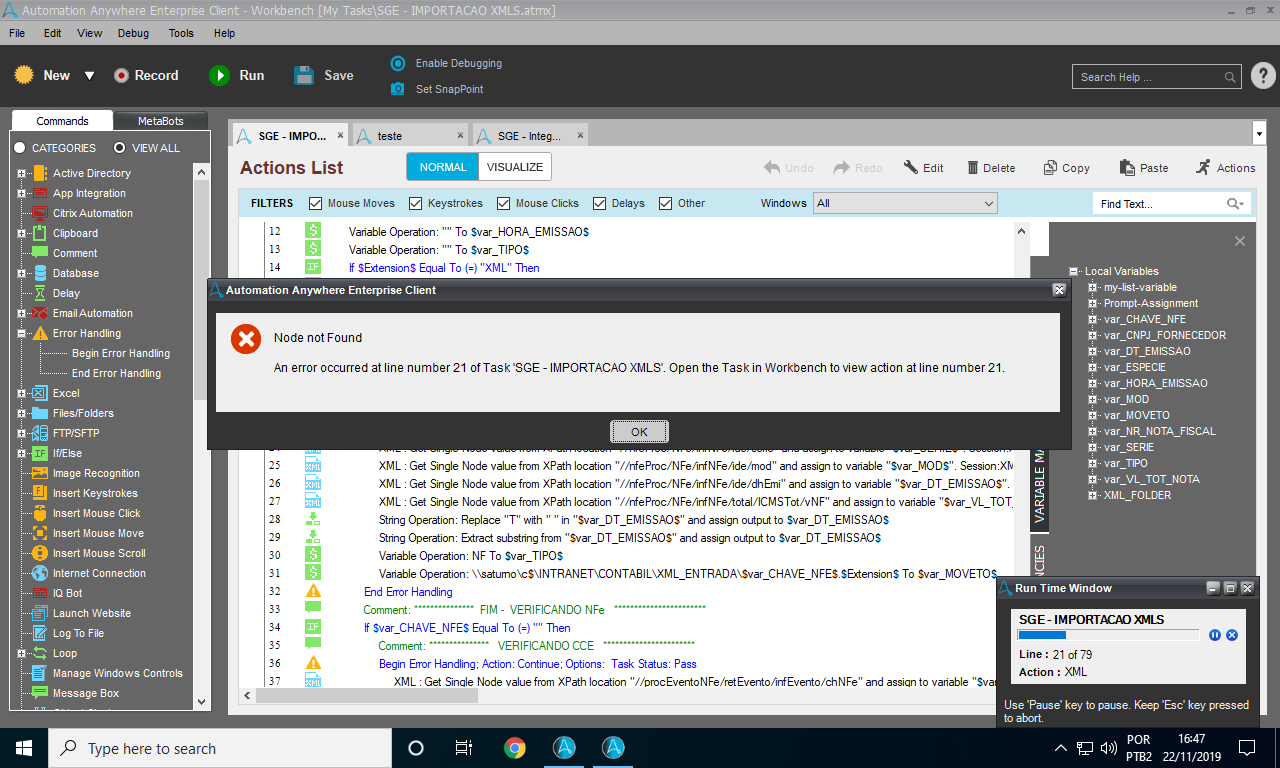 Automation Anywhere Enterprise Client - Workbench [My Tasks\SGE - IMPORTACAO XMLS.atmx]
File Edit View Debug Tools Help
New Record Run Save
Enable Debugging
Set SnapPoint
Search Help ...
?
Commands MetaBots
CATEGORIES VIEW ALL
Active Directory
App Integration
Citrix Automation
Clipboard
Comment
Database
Delay
Email Automation
Error Handling
Begin Error Handling
End Error Handling
Excel
Files/Folders
FTP/SFTP
If/Else
Image Recognition
Insert Keystrokes
Insert Mouse Click
Insert Mouse Move
Insert Mouse Scroll
Internet Connection
IQ Bot
Launch Website
Log To File
Loop
Manage Windows Controls
Message Box
SGE - IMPO... teste SGE - Integ...
Actions List NORMAL VISUALIZE Undo Redo Edit Delete Copy Paste Actions
FILTERS Mouse Moves Keystrokes Mouse Clicks Delays Other Windows All Find Text...
12 Variable Operation: "" To $var_HORA_EMISSAO$
13 Variable Operation: "" To $var_TIPO$
14 IF If $Extension$ Equal To (=) "XML" Then
Automation Anywhere Enterprise Client
Node not Found
An error occurred at line number 21 of Task 'SGE - IMPORTACAO XMLS'. Open the Task in Workbench to view action at line number 21.
OK
25 XML XML : Get Single Node value from XPath location "//nfeProc/NFe/infNFe/ide/mod" and assign to variable "$var_MOD$". Session:XM
26 XML XML : Get Single Node value from XPath location "//nfeProc/NFe/infNFe/ide/dhEmi" and assign to variable "$var_DT_EMISSAO$".
27 XML XML : Get Single Node value from XPath location "//nfeProc/NFe/infNFe/total/ICMSTot/vNF" and assign to variable "$var_VL_TOT_
28 String Operation: Replace "T" with " " in "$var_DT_EMISSAO$" and assign output to $var_DT_EMISSAO$
29 String Operation: Extract substring from "$var_DT_EMISSAO$" and assign output to $var_DT_EMISSAO$
30 Variable Operation: NF To $var_TIPO$
31 Variable Operation: \\saturno\c$\INTRANET\CONTABIL\XML_ENTRADA\$var_CHAVE_NFE$.$Extension$ To $var_MOVETO$
32 End Error Handling
33 Comment: *************** FIM - VERIFICANDO NFe ***********************
34 IF If $var_CHAVE_NFE$ Equal To (=) "" Then
35 Comment: *************** VERIFICANDO CCE ***********************
36 Begin Error Handling; Action: Continue; Options: Task Status: Pass
37 XML XML : Get Single Node value from XPath location "//procEventoNFe/retEvento/infEvento/chNFe" and assign to variable "$va
Local Variables
my-list-variable
Prompt-Assignment
var_CHAVE_NFE
var_CNPJ_FORNECEDOR
var_DT_EMISSAO
var_ESPECIE
var_HORA_EMISSAO
var_MOD
var_MOVETO
var_NR_NOTA_FISCAL
var_SERIE
var_TIPO
var_VL_TOT_NOTA
XML_FOLDER
VARIABLE MA
NCIES
Run Time Window
SGE - IMPORTACAO XMLS
Line : 21 of 79
Action : XML
Use 'Pause' key to pause. Keep 'Esc' key pressed
to abort.
Type here to search
POR
PTB2
16:47
22/11/2019